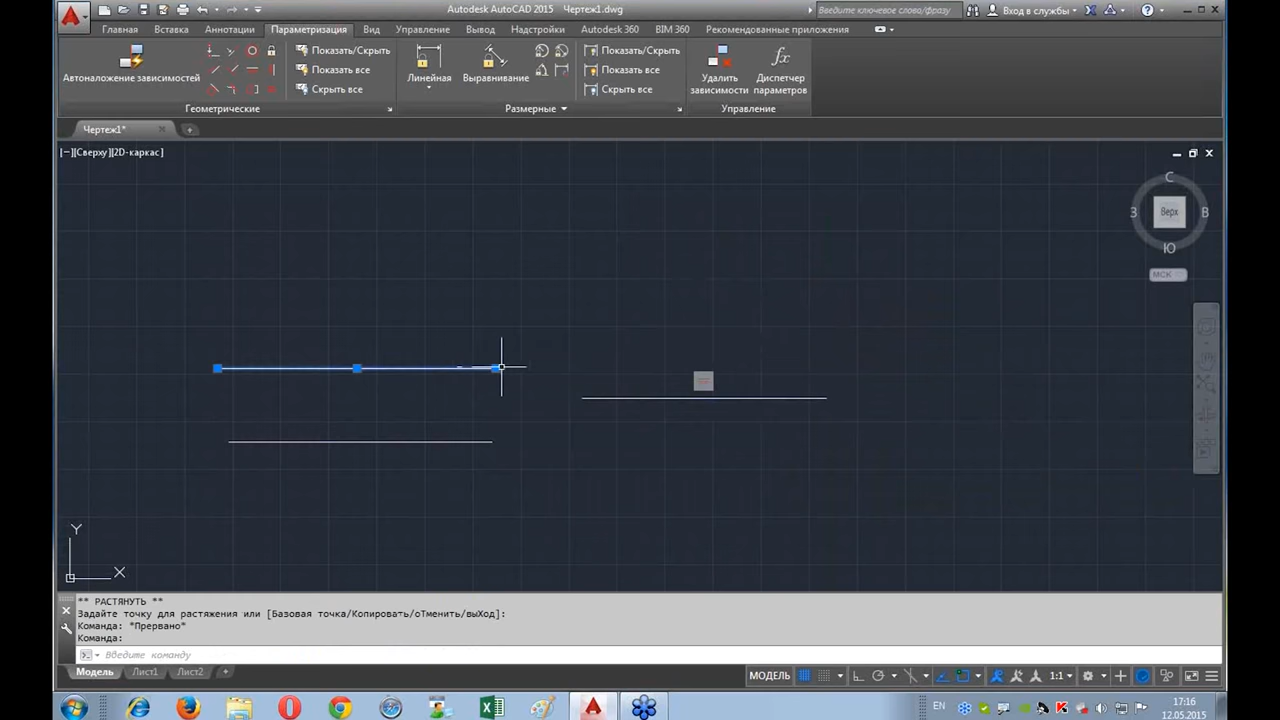 Autodesk AutoCAD 2015 Чертеж1.dwg
Введите ключевое слово/фразу
Вход в службы
Главная Вставка Аннотации Параметризация Вид Управление Вывод Надстройки Autodesk 360 BIM 360 Рекомендованные приложения
Автоналожение зависимостей
Показать/Скрыть
Показать все
Скрыть все
Геометрические
Линейная
Выравнивание
Показать/Скрыть
Показать все
Скрыть все
Размерные
Удалить зависимости
Диспетчер параметров
Управление
Чертеж1*
[−][Сверху][2D-каркас]
С
З
Верх
В
Ю
МСК
Y
X
** РАСТЯНУТЬ **
Задайте точку для растяжения или [Базовая точка/Копировать/оТменить/выХод]:
Команда: *Прервано*
Команда:
Введите команду
Модель Лист1 Лист2 +
МОДЕЛЬ
1:1
EN
17:16
12.05.2015